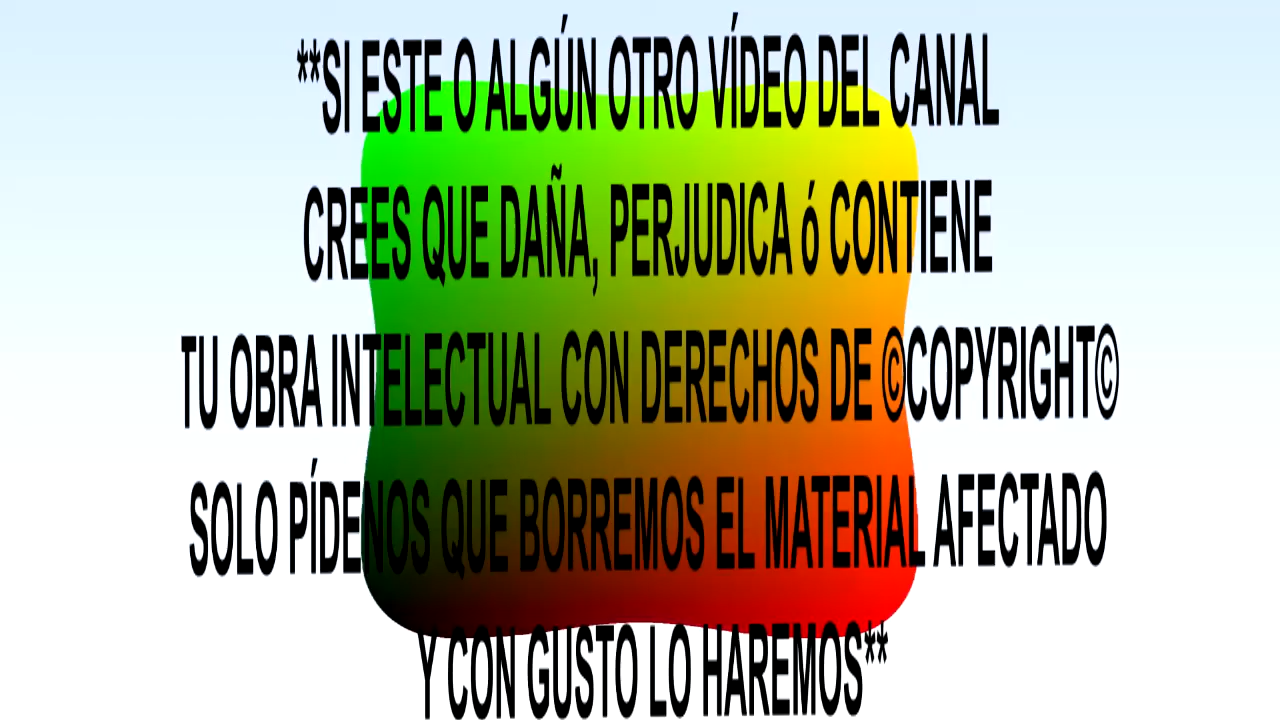 **SI ESTE O ALGÚN OTRO VÍDEO DEL CANAL
CREES QUE DAÑA, PERJUDICA ó CONTIENE
TU OBRA INTELECTUAL CON DERECHOS DE ©COPYRIGHT©
SOLO PÍDENOS QUE BORREMOS EL MATERIAL AFECTADO
Y CON GUSTO LO HAREMOS**